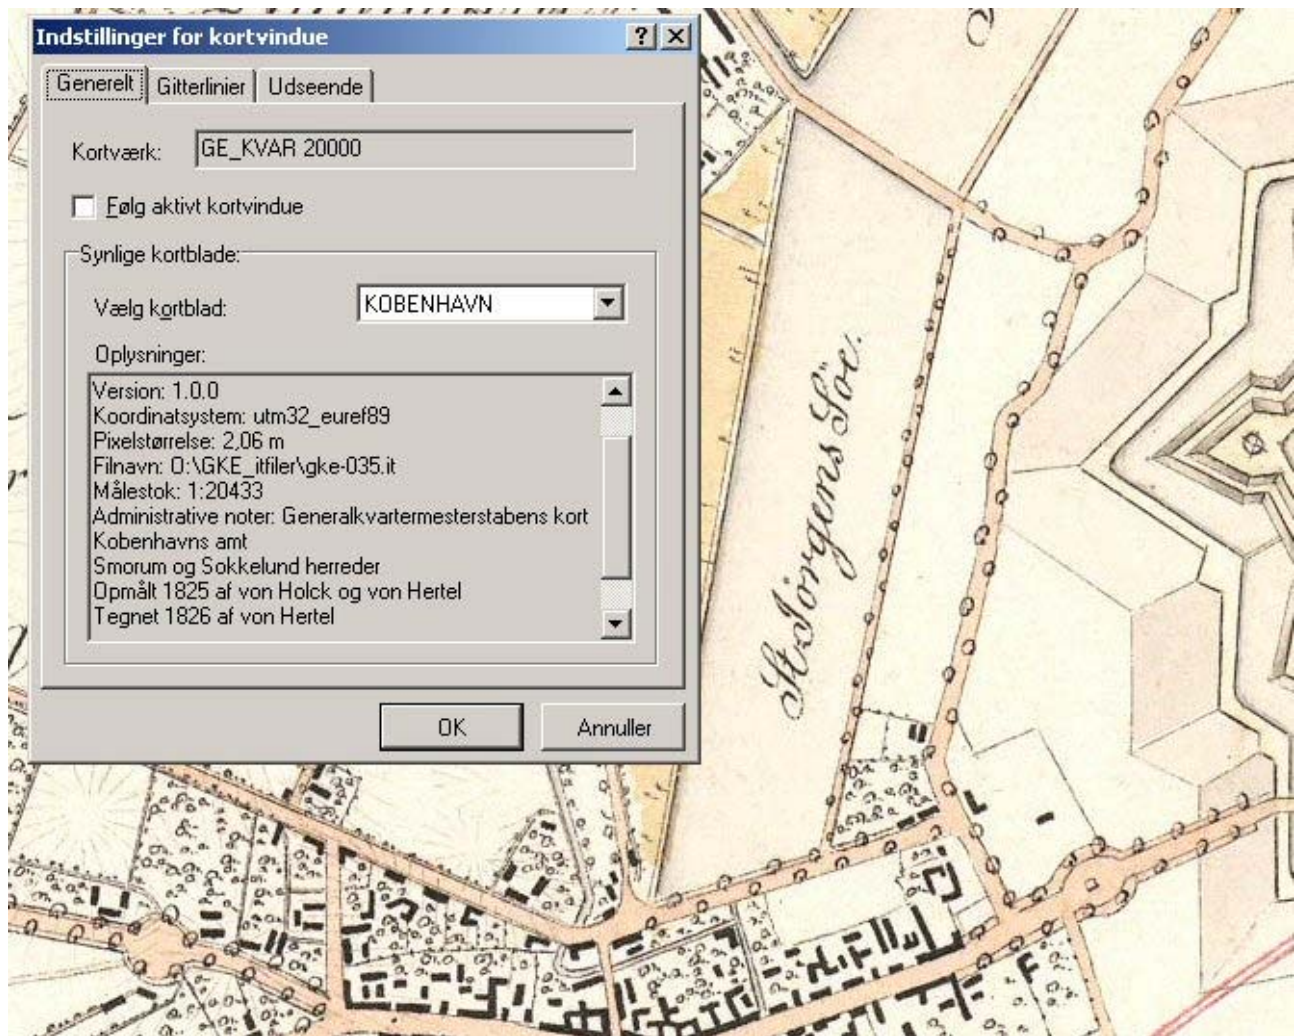 Indstillinger for kortvindue
Generelt Gitterlinier Udseende
Kortværk: GE_KVAR 20000
Følg aktivt kortvindue
Synlige kortblade:
Vælg kortblad: KOBENHAVN
Oplysninger:
Version: 1.0.0
Koordinatsystem: utm32_euref89
Pixelstørrelse: 2,06 m
Filnavn: O:\GKE_itfiler\gke-035.it
Målestok: 1:20433
Administrative noter: Generalkvartermesterstabens kort
Kobenhavns amt
Smorum og Sokkelund herreder
Opmålt 1825 af von Holck og von Hertel
Tegnet 1826 af von Hertel
OK Annuller
St Jörgens Söe.